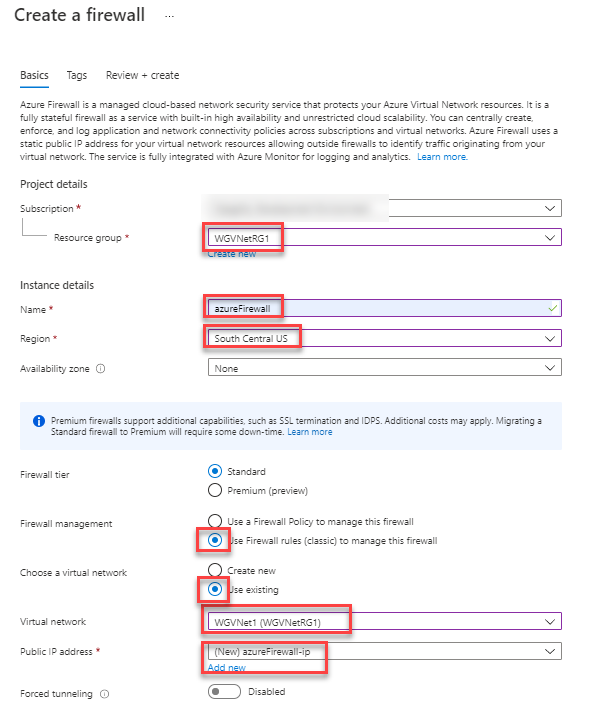 Create a firewall ...
Basics Tags Review + create
Azure Firewall is a managed cloud-based network security service that protects your Azure Virtual Network resources. It is a
fully stateful firewall as a service with built-in high availability and unrestricted cloud scalability. You can centrally create,
enforce, and log application and network connectivity policies across subscriptions and virtual networks. Azure Firewall uses a
static public IP address for your virtual network resources allowing outside firewalls to identify traffic originating from your
virtual network. The service is fully integrated with Azure Monitor for logging and analytics. Learn more.
Project details
Subscription *
Resource group * WGVNetRG1
Create new
Instance details
Name * azureFirewall
Region * South Central US
Availability zone None
Premium firewalls support additional capabilities, such as SSL termination and IDPS. Additional costs may apply. Migrating a
Standard firewall to Premium will require some down-time. Learn more
Firewall tier Standard
Premium (preview)
Firewall management Use a Firewall Policy to manage this firewall
Use Firewall rules (classic) to manage this firewall
Choose a virtual network Create new
Use existing
Virtual network WGVNet1 (WGVNetRG1)
Public IP address * (New) azureFirewall-ip
Add new
Forced tunneling Disabled